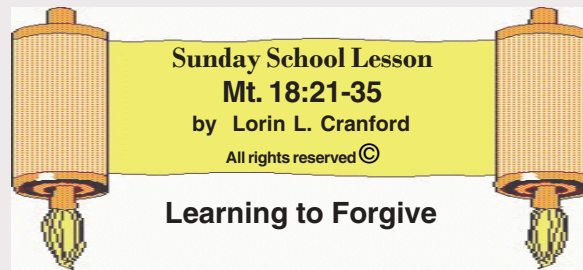 Sunday School Lesson
Mt. 18:21-35
by Lorin L. Cranford
All rights reserved ©
Learning to Forgive